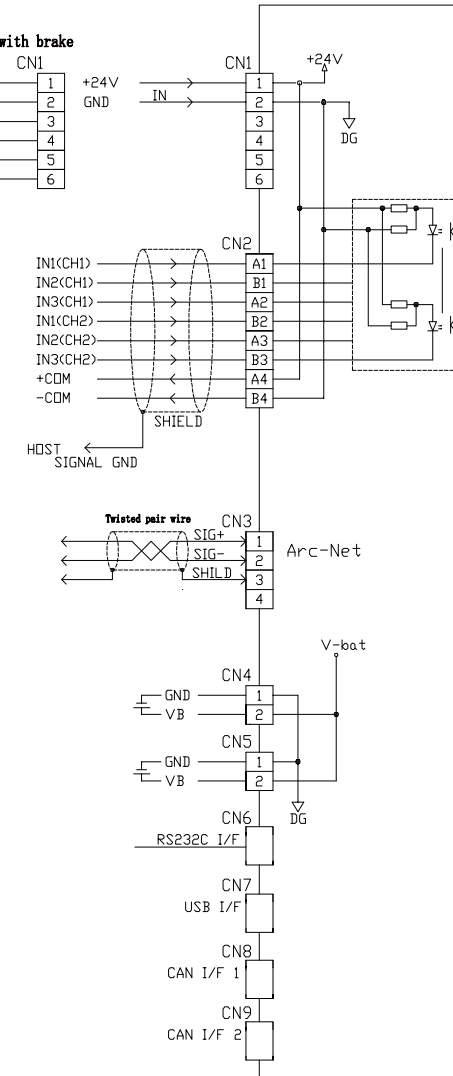 with brake
CN1
1
2
3
4
5
6
+24V
GND
IN
CN1
1
2
3
4
5
6
+24V
DG
CN2
IN1(CH1) A1
IN2(CH1) B1
IN3(CH1) A2
IN1(CH2) B2
IN2(CH2) A3
IN3(CH2) B3
+COM A4
-COM B4
SHIELD
HOST
SIGNAL GND
Twisted pair wire
CN3
SIG+ 1
SIG- 2
SHILD 3
4
Arc-Net
V-bat
CN4
GND 1
VB 2
CN5
GND 1
VB 2
DG
CN6
RS232C I/F
CN7
USB I/F
CN8
CAN I/F 1
CN9
CAN I/F 2